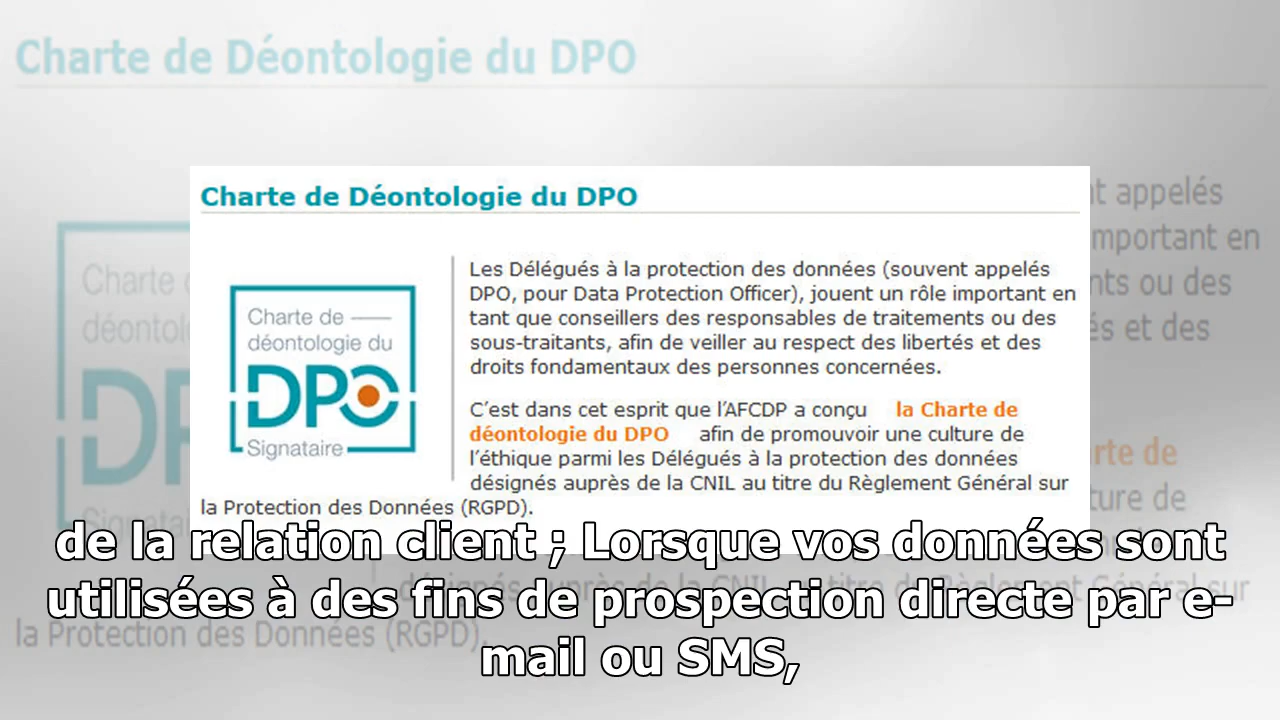 Charte de Déontologie du DPO
Charte de Déontologie du DPO
Charte de
déontologie du
DPO
Signataire
Les Délégués à la protection des données (souvent appelés
DPO, pour Data Protection Officer), jouent un rôle important en
tant que conseillers des responsables de traitements ou des
sous-traitants, afin de veiller au respect des libertés et des
droits fondamentaux des personnes concernées.
C’est dans cet esprit que l’AFCDP a conçu la Charte de
déontologie du DPO afin de promouvoir une culture de
l’éthique parmi les Délégués à la protection des données
désignés auprès de la CNIL au titre du Règlement Général sur
la Protection des Données (RGPD).
de la relation client ; Lorsque vos données sont
utilisées à des fins de prospection directe par e-
mail ou SMS,